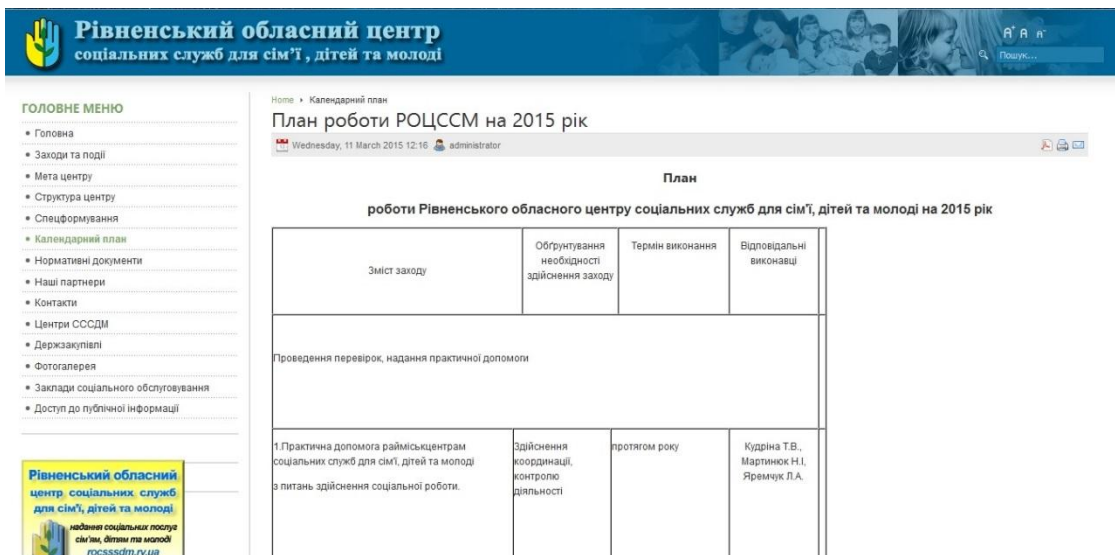 Рівненський обласний центр
соціальних служб для сім'ї, дітей та молоді
A+ A A-
Пошук...
ГОЛОВНЕ МЕНЮ
Головна
Заходи та події
Мета центру
Структура центру
Спецформування
Календарний план
Нормативні документи
Наші партнери
Контакти
Центри СССДМ
Держзакупівлі
Фотогалерея
Заклади соціального обслуговування
Доступ до публічної інформації
Рівненський обласний
центр соціальних служб
для сім'ї, дітей та молоді
надання соціальних послуг
сім'ям, дітям та молоді
rocsssdm.rv.ua
Home Календарний план
План роботи РОЦССМ на 2015 рік
Wednesday, 11 March 2015 12:16 administrator
План
роботи Рівненського обласного центру соціальних служб для сім'ї, дітей та молоді на 2015 рік
Зміст заходу
Обґрунтування
необхідності
здійснення заходу
Термін виконання
Відповідальні
виконавці
Проведення перевірок, надання практичної допомоги
1.Практична допомога райміськцентрам
соціальних служб для сім'ї, дітей та молоді
з питань здійснення соціальної роботи.
Здійснення
координації,
контролю
діяльності
протягом року
Кудріна Т.В.,
Мартинюк Н.І,
Яремчук Л.А.